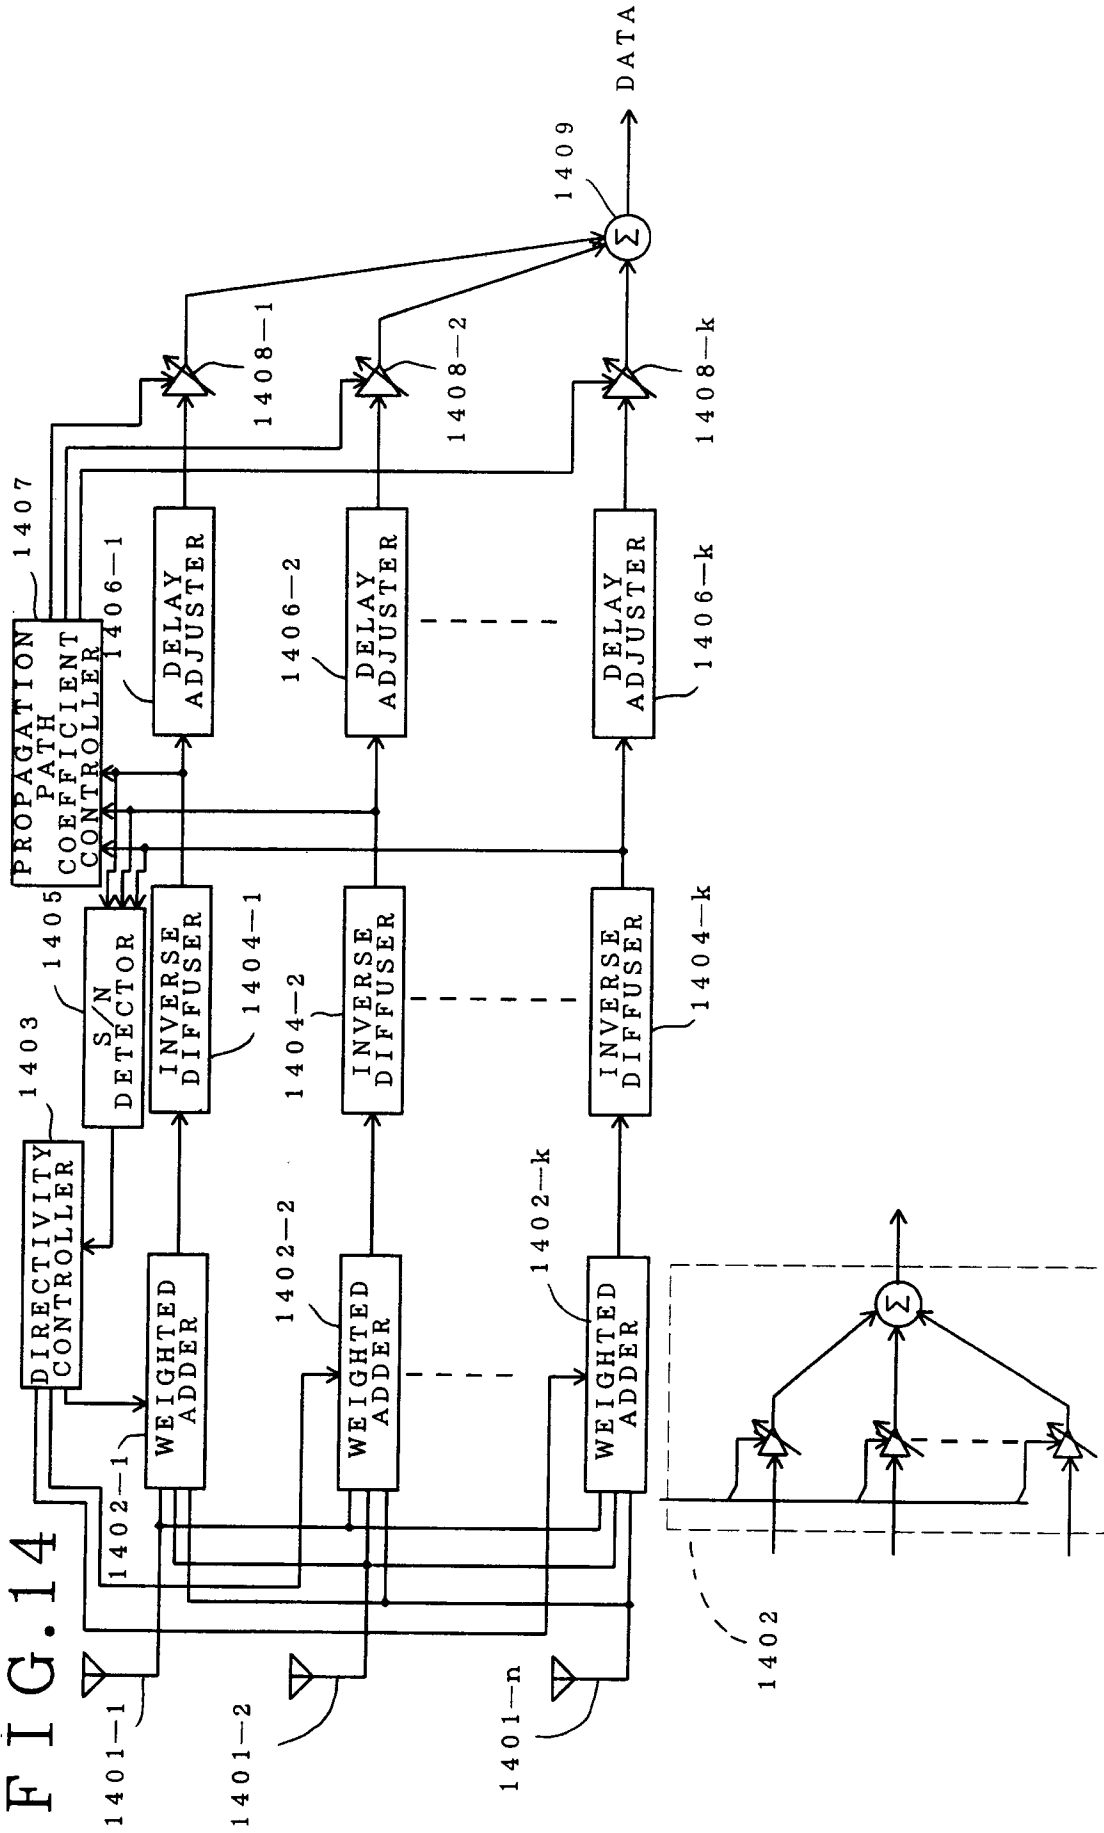 FIG.14
1401-1
1401-2
1401-n
1402-1
WEIGHTED
ADDER
1402-2
WEIGHTED
ADDER
1402-k
WEIGHTED
ADDER
1403
DIRECTIVITY
CONTROLLER
1405
S/N
DETECTOR
1404-1
INVERSE
DIFFUSER
1404-2
INVERSE
DIFFUSER
1404-k
INVERSE
DIFFUSER
1407
PROPAGATION
PATH
COEFFICIENT
CONTROLLER
1406-1
DELAY
ADJUSTER
1406-2
DELAY
ADJUSTER
1406-k
DELAY
ADJUSTER
1408-1
1408-2
1408-k
1409
Σ
DATA
1402
Σ